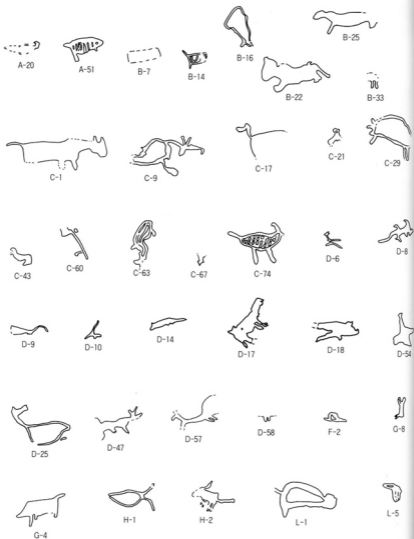 A-20 A-51 B-7 B-14 B-16 B-22 B-25 B-33
C-1 C-9 C-17 C-21 C-29
C-43 C-60 C-63 C-67 C-74 D-6 D-8
D-9 D-10 D-14 D-17 D-18 D-54
D-25 D-47 D-57 D-58 F-2 G-8
G-4 H-1 H-2 L-1 L-5